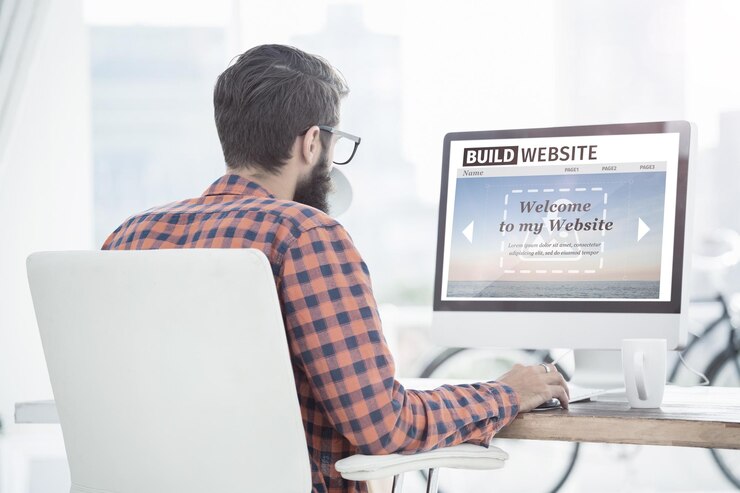 BUILD WEBSITE
Name PAGE1 PAGE2 PAGE3
Welcome
to my Website
Lorem ipsum dolor sit amet, consectetur
adipiscing elit, sed do eiusmod tempor